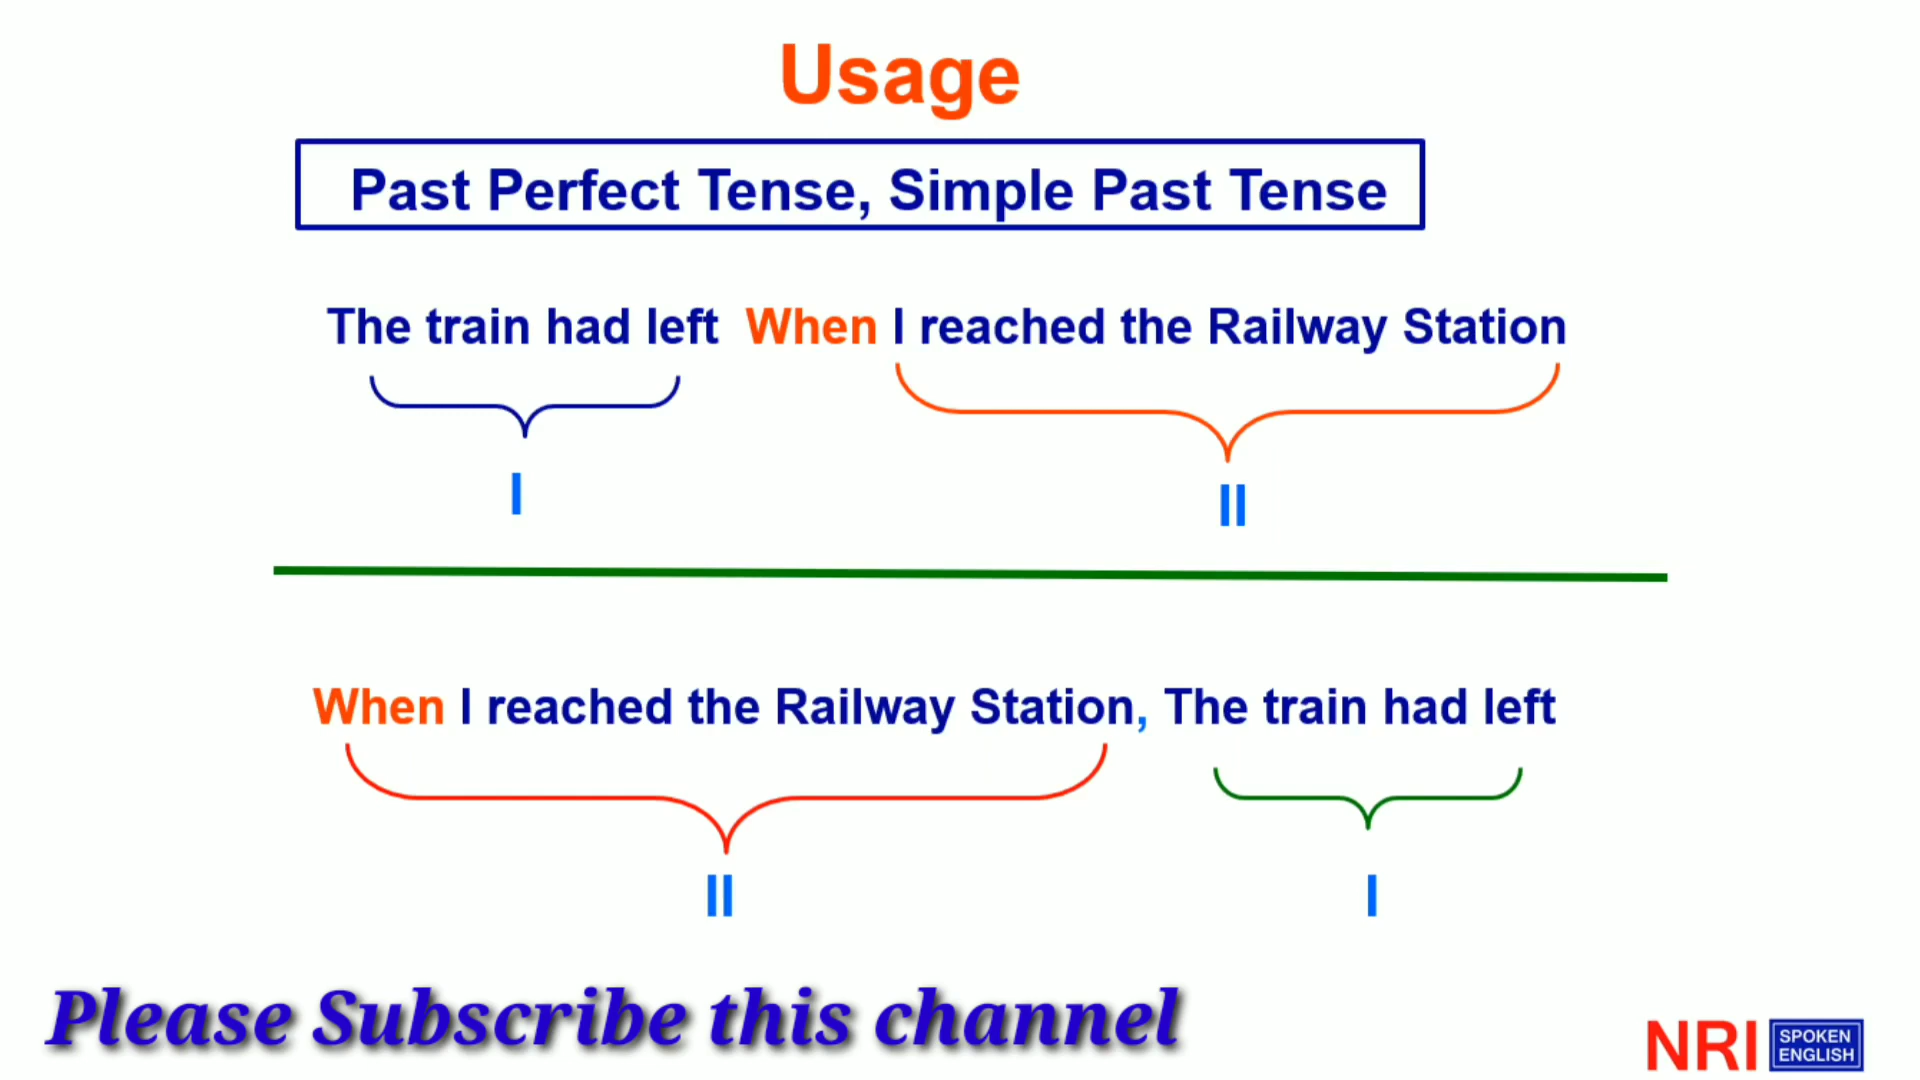 Usage
Past Perfect Tense, Simple Past Tense
The train had left When I reached the Railway Station
I
II
When I reached the Railway Station, The train had left
II
I
Please Subscribe this channel
NRI SPOKEN
ENGLISH